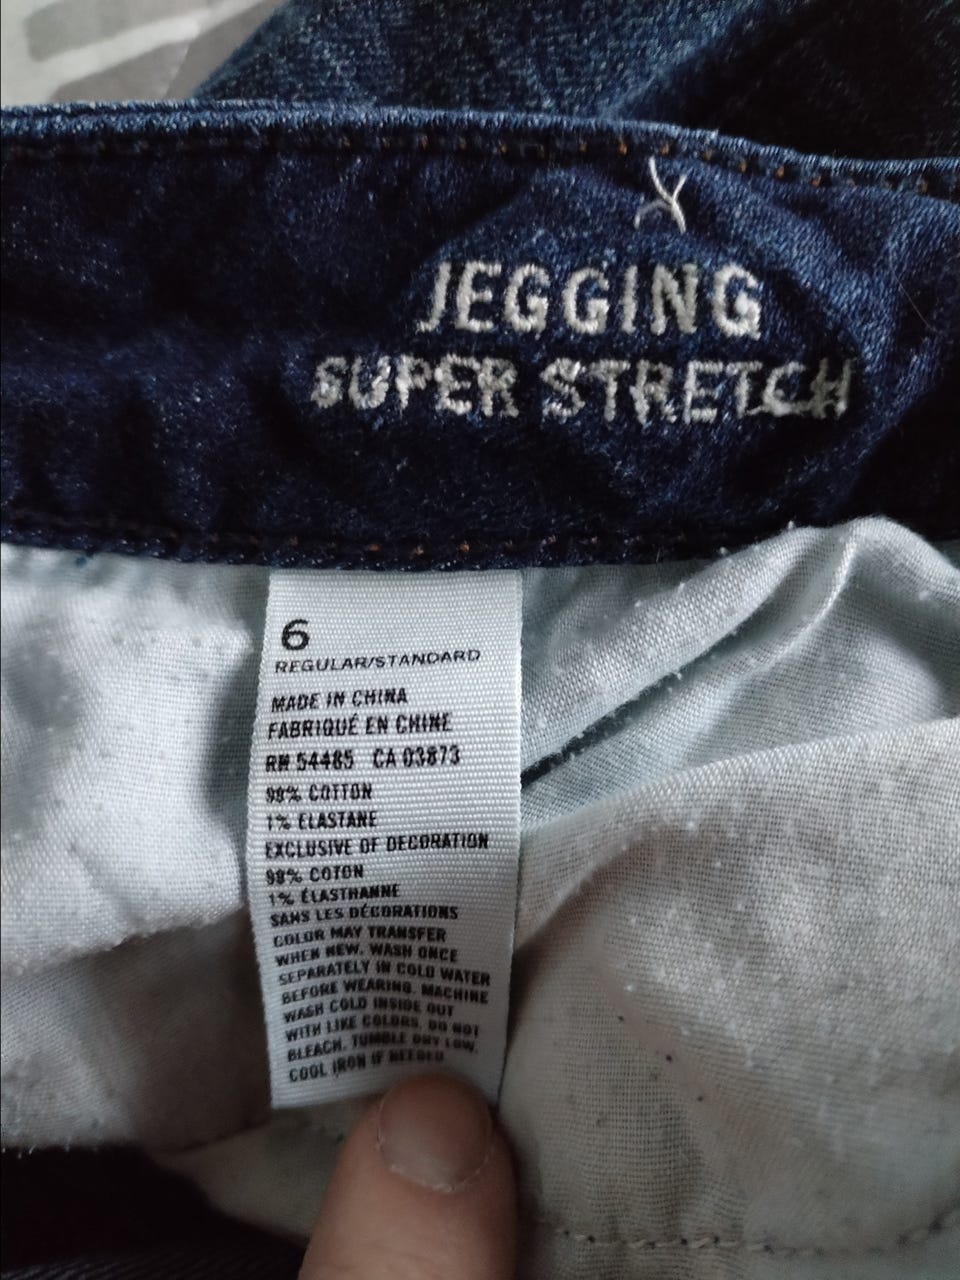 JEGGING
SUPER STRETCH
6
REGULAR/STANDARD
MADE IN CHINA
FABRIQUÉ EN CHINE
RN 54485 CA 03873
99% COTTON
1% ELASTANE
EXCLUSIVE OF DECORATION
99% COTON
1% ÉLASTHANNE
SANS LES DÉCORATIONS
COLOR MAY TRANSFER
WHEN NEW. WASH ONCE
SEPARATELY IN COLD WATER
BEFORE WEARING. MACHINE
WASH COLD INSIDE OUT
WITH LIKE COLORS. DO NOT
BLEACH. TUMBLE DRY LOW.
COOL IRON IF NEEDED